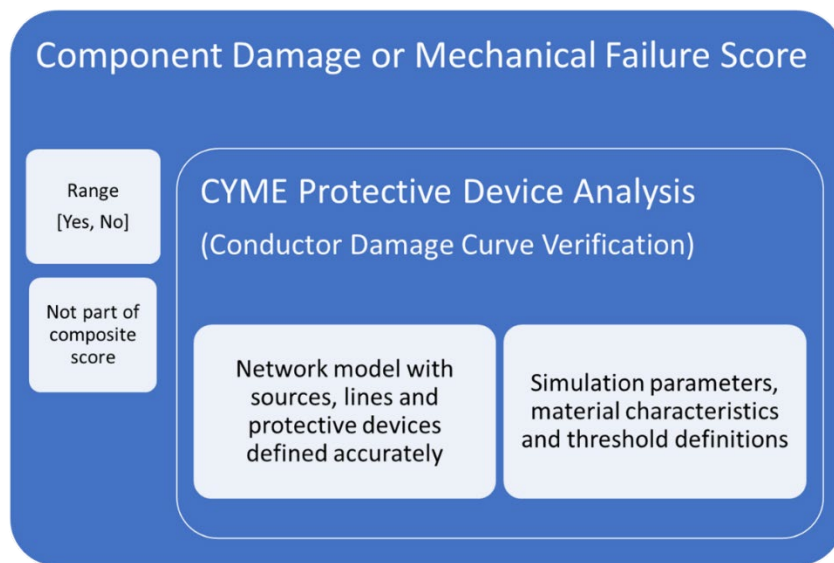 Component Damage or Mechanical Failure Score
Range
[Yes, No]
Not part of
composite
score
CYME Protective Device Analysis
(Conductor Damage Curve Verification)
Network model with
sources, lines and
protective devices
defined accurately
Simulation parameters,
material characteristics
and threshold definitions